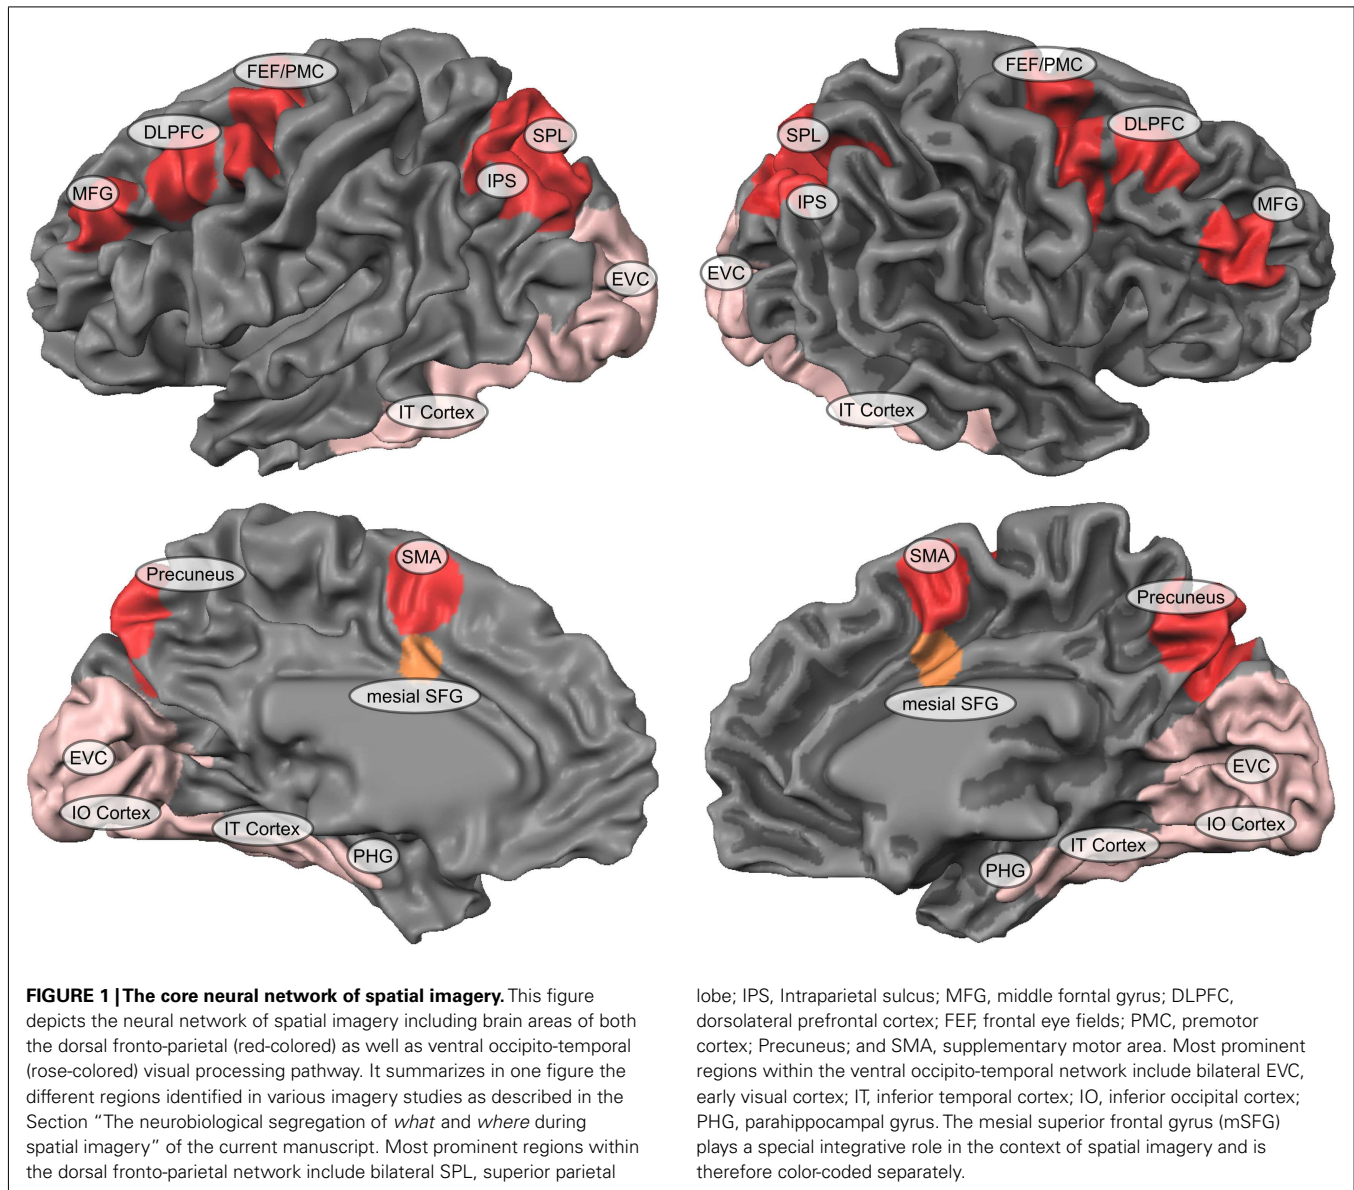 FEF/PMC
DLPFC
MFG
SPL
IPS
EVC
IT Cortex
FEF/PMC
DLPFC
MFG
SPL
IPS
EVC
IT Cortex
SMA
Precuneus
mesial SFG
EVC
IO Cortex
IT Cortex
PHG
SMA
Precuneus
mesial SFG
EVC
IO Cortex
IT Cortex
PHG
FIGURE 1 | The core neural network of spatial imagery. This figure
depicts the neural network of spatial imagery including brain areas of both
the dorsal fronto-parietal (red-colored) as well as ventral occipito-temporal
(rose-colored) visual processing pathway. It summarizes in one figure the
different regions identified in various imagery studies as described in the
Section “The neurobiological segregation of what and where during
spatial imagery” of the current manuscript. Most prominent regions within
the dorsal fronto-parietal network include bilateral SPL, superior parietal
lobe; IPS, Intraparietal sulcus; MFG, middle forntal gyrus; DLPFC,
dorsolateral prefrontal cortex; FEF, frontal eye fields; PMC, premotor
cortex; Precuneus; and SMA, supplementary motor area. Most prominent
regions within the ventral occipito-temporal network include bilateral EVC,
early visual cortex; IT, inferior temporal cortex; IO, inferior occipital cortex;
PHG, parahippocampal gyrus. The mesial superior frontal gyrus (mSFG)
plays a special integrative role in the context of spatial imagery and is
therefore color-coded separately.